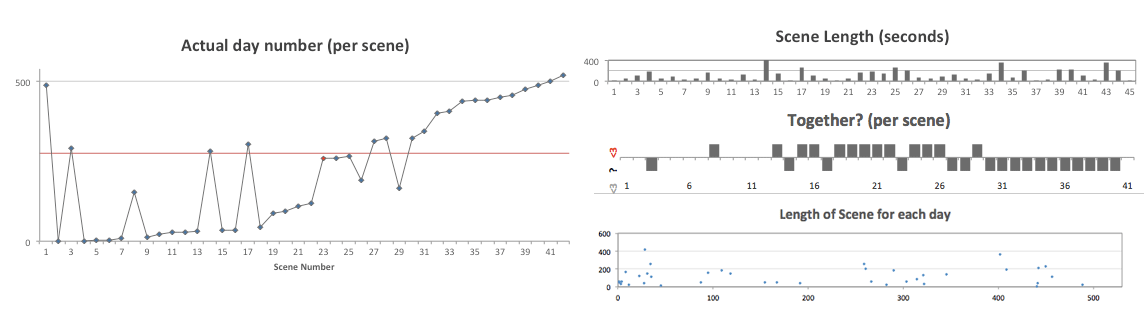 Actual day number (per scene)
500
0
1 3 5 7 9 11 13 15 17 19 21 23 25 27 29 31 33 35 37 39 41
Scene Number
Scene Length (seconds)
400
0
1 3 5 7 9 11 13 15 17 19 21 23 25 27 29 31 33 35 37 39 41 43 45
Together? (per scene)
<3
?
<3
1 6 11 16 21 26 31 36 41
Length of Scene for each day
600
400
200
0
0 100 200 300 400 500